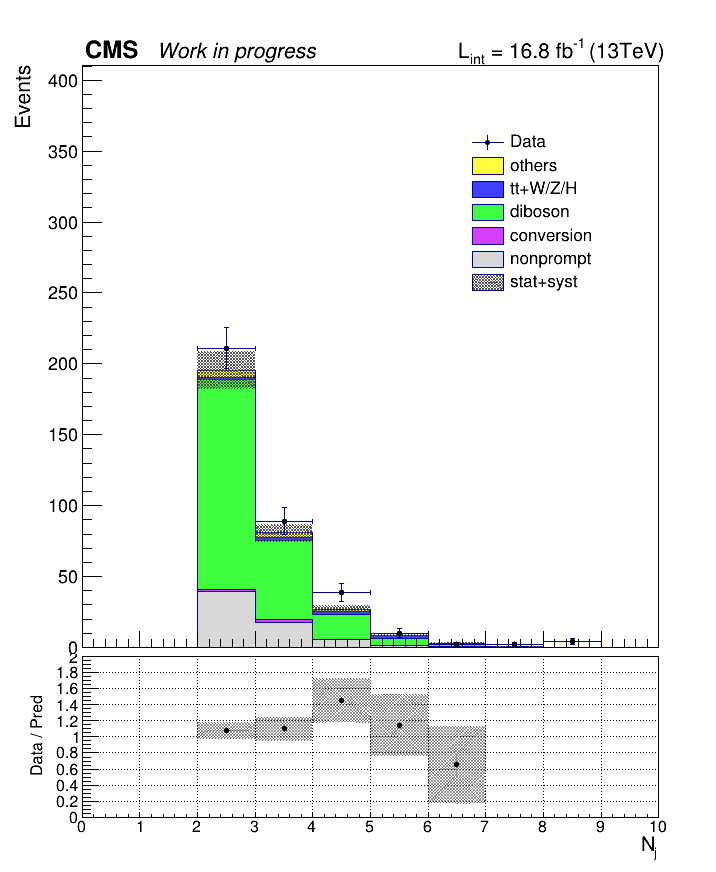 CMS Work in progress L_int = 16.8 fb⁻¹ (13TeV)
Events
400
350
300
250
200
150
100
50
0
Data
others
tt+W/Z/H
diboson
conversion
nonprompt
stat+syst
Data / Pred
2
1.8
1.6
1.4
1.2
1
0.8
0.6
0.4
0.2
0
0 1 2 3 4 5 6 7 8 9 10
N_j